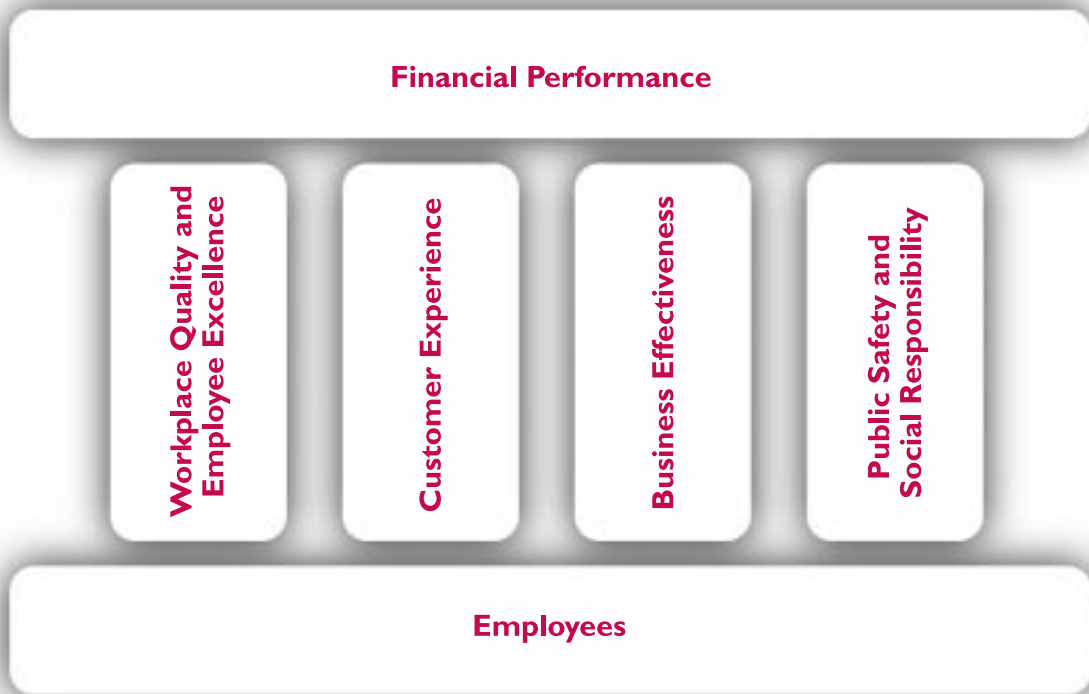 Financial Performance
Workplace Quality and
Employee Excellence
Customer Experience
Business Effectiveness
Public Safety and
Social Responsibility
Employees